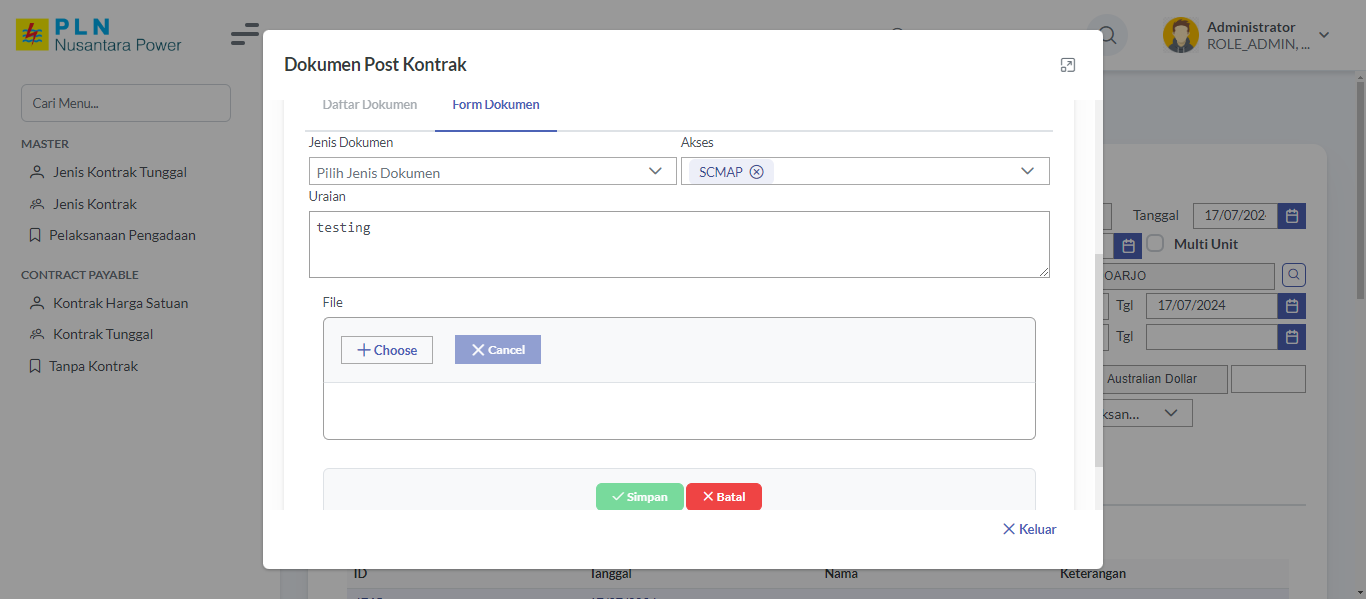 PLN
Nusantara Power
Administrator
ROLE_ADMIN, ...
Cari Menu...
MASTER
Jenis Kontrak Tunggal
Jenis Kontrak
Pelaksanaan Pengadaan
CONTRACT PAYABLE
Kontrak Harga Satuan
Kontrak Tunggal
Tanpa Kontrak
Dokumen Post Kontrak
Daftar Dokumen Form Dokumen
Jenis Dokumen Akses
Pilih Jenis Dokumen SCMAP
Uraian
testing
File
Choose Cancel
Simpan Batal
Keluar
Tanggal 17/07/202
Multi Unit
OARJO
Tgl 17/07/2024
Tgl
Australian Dollar
ksan...
ID Tanggal Nama Keterangan